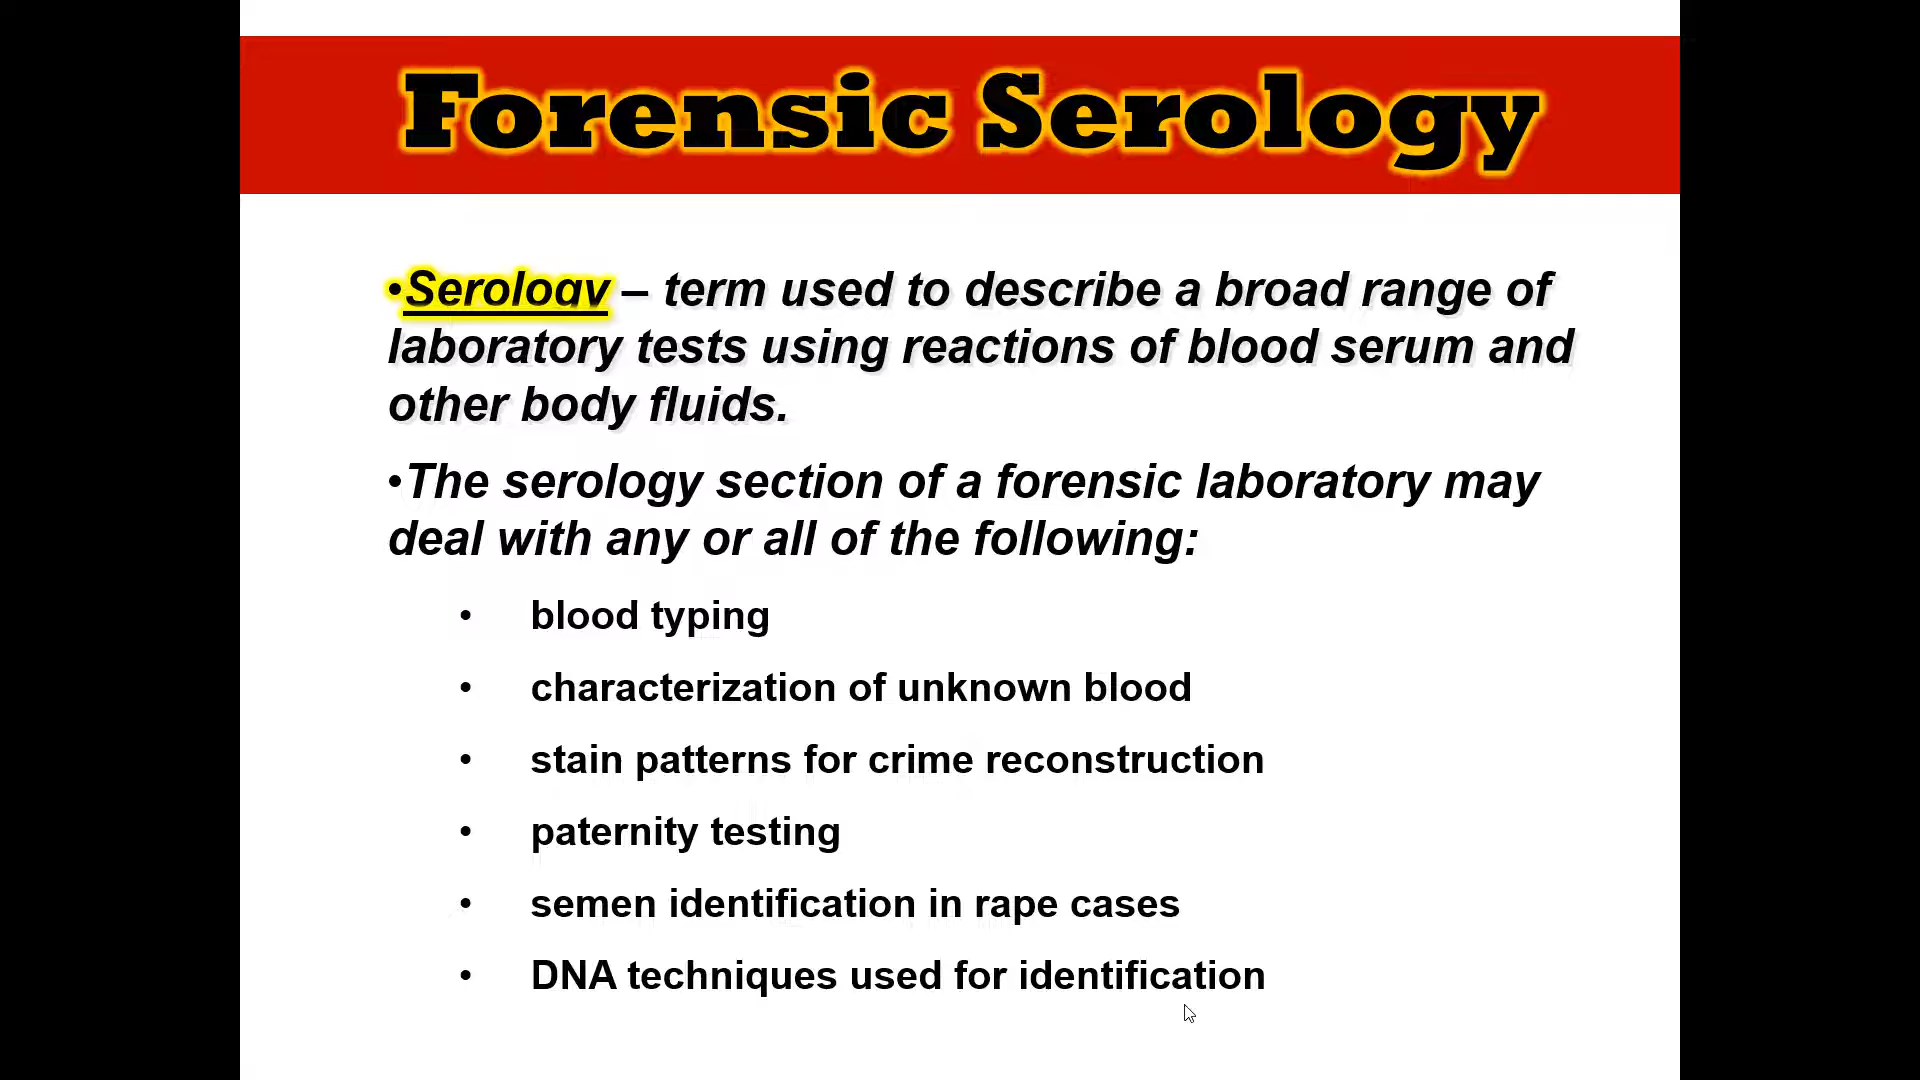 Forensic Serology
•Serology – term used to describe a broad range of
laboratory tests using reactions of blood serum and
other body fluids.
•The serology section of a forensic laboratory may
deal with any or all of the following:
• blood typing
• characterization of unknown blood
• stain patterns for crime reconstruction
• paternity testing
• semen identification in rape cases
• DNA techniques used for identification